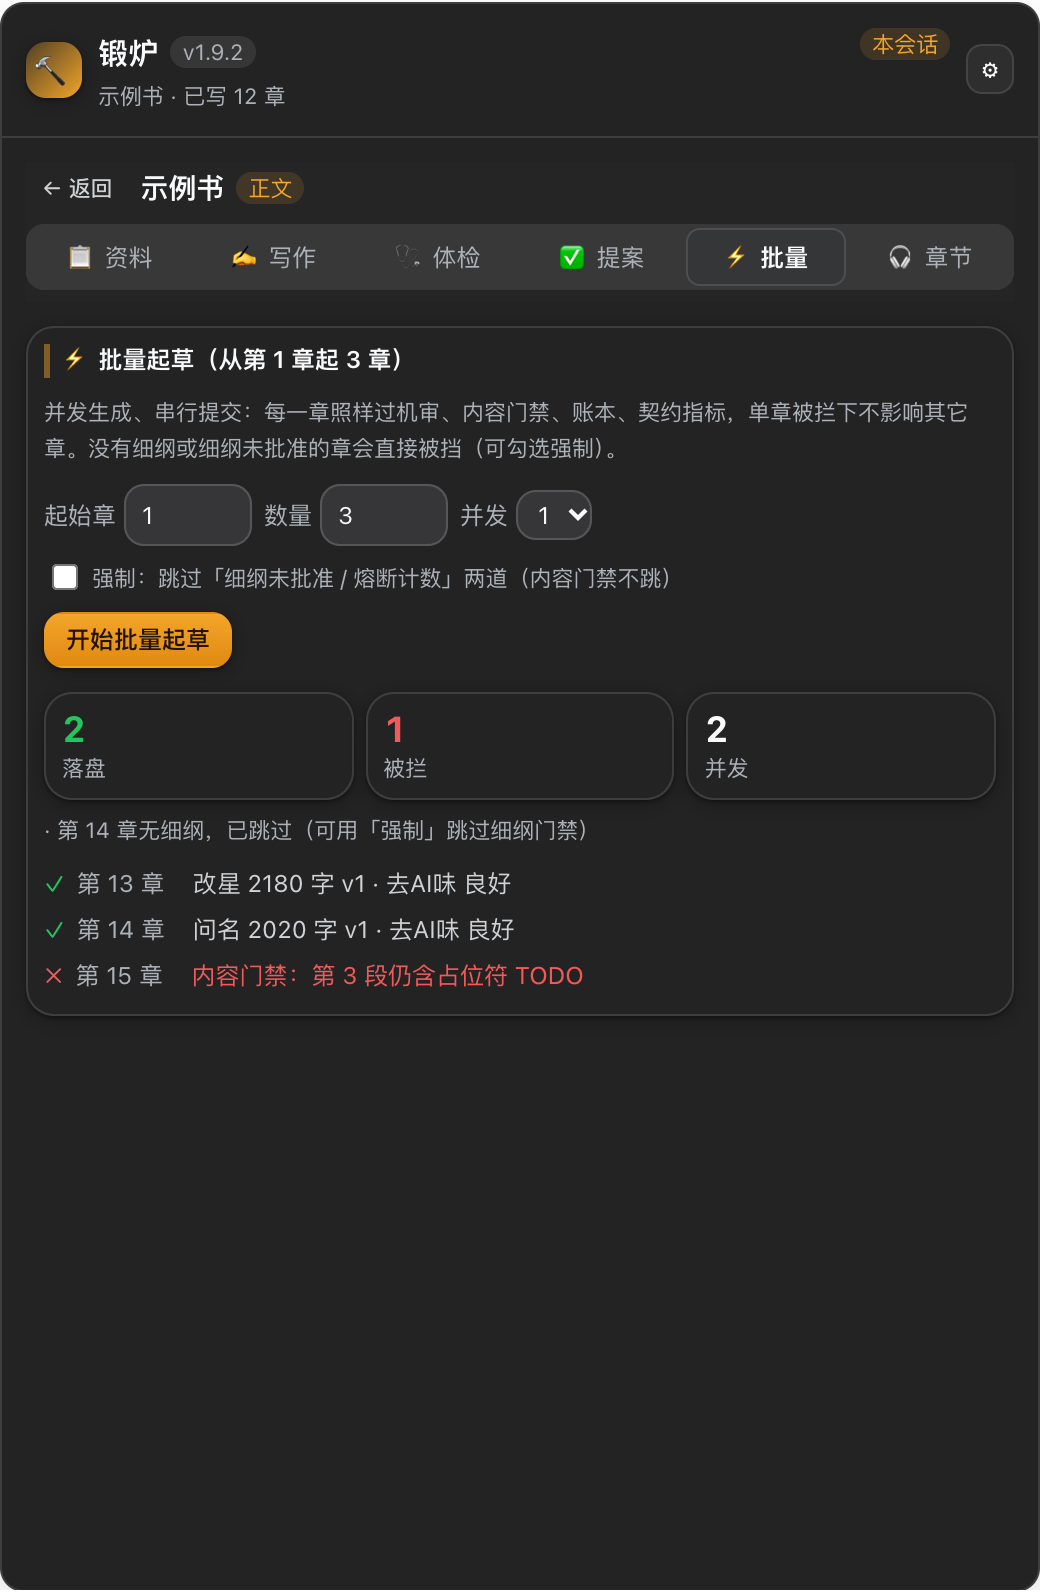 锻炉 v1.9.2
本会话
示例书 · 已写 12 章
← 返回 示例书 正文
资料 写作 体检 提案 批量 章节
批量起草（从第 1 章起 3 章）
并发生成、串行提交：每一章照样过机审、内容门禁、账本、契约指标，单章被拦下不影响其它
章。没有细纲或细纲未批准的章会直接被挡（可勾选强制）。
起始章 1 数量 3 并发 1
强制：跳过「细纲未批准 / 熔断计数」两道（内容门禁不跳）
开始批量起草
2 1 2
落盘 被拦 并发
· 第 14 章无细纲，已跳过（可用「强制」跳过细纲门禁）
✓ 第 13 章 改星 2180 字 v1 · 去AI味 良好
✓ 第 14 章 问名 2020 字 v1 · 去AI味 良好
✕ 第 15 章 内容门禁：第 3 段仍含占位符 TODO